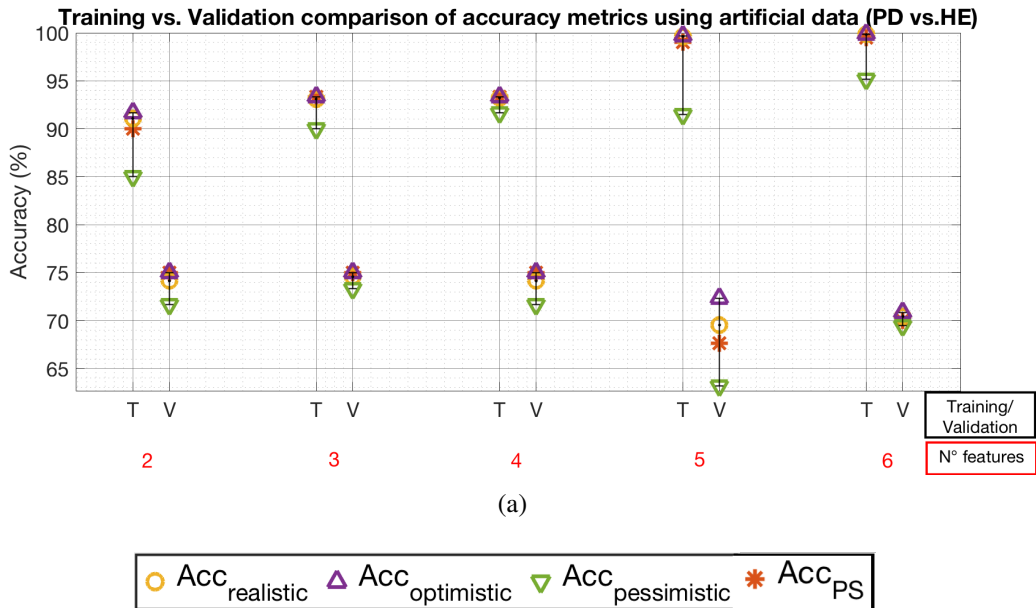 Training vs. Validation comparison of accuracy metrics using artificial data (PD vs.HE)
Accuracy (%)
100
95
90
85
80
75
70
65
T V T V T V T V T V
Training/
Validation
2 3 4 5 6
N° features
(a)
Acc realistic Acc optimistic Acc pessimistic Acc PS